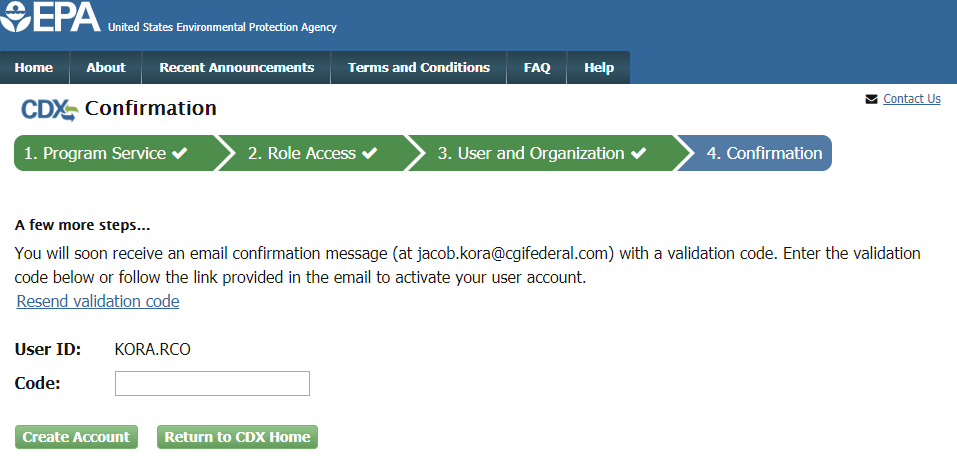 EPA United States Environmental Protection Agency
Home About Recent Announcements Terms and Conditions FAQ Help
Contact Us
CDX Confirmation
1. Program Service 2. Role Access 3. User and Organization 4. Confirmation
A few more steps...
You will soon receive an email confirmation message (at jacob.kora@cgifederal.com) with a validation code. Enter the validation
code below or follow the link provided in the email to activate your user account.
Resend validation code
User ID: KORA.RCO
Code:
Create Account Return to CDX Home